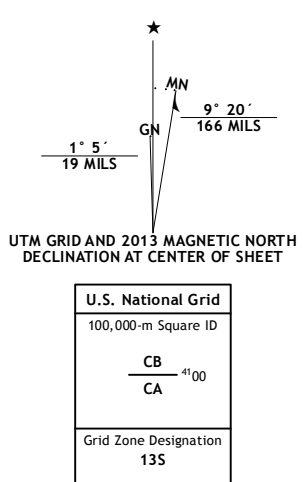 ★
MN
GN
9° 20´
166 MILS
1° 5´
19 MILS
UTM GRID AND 2013 MAGNETIC NORTH
DECLINATION AT CENTER OF SHEET
U.S. National Grid
100,000-m Square ID
CB
4100
CA
Grid Zone Designation
13S